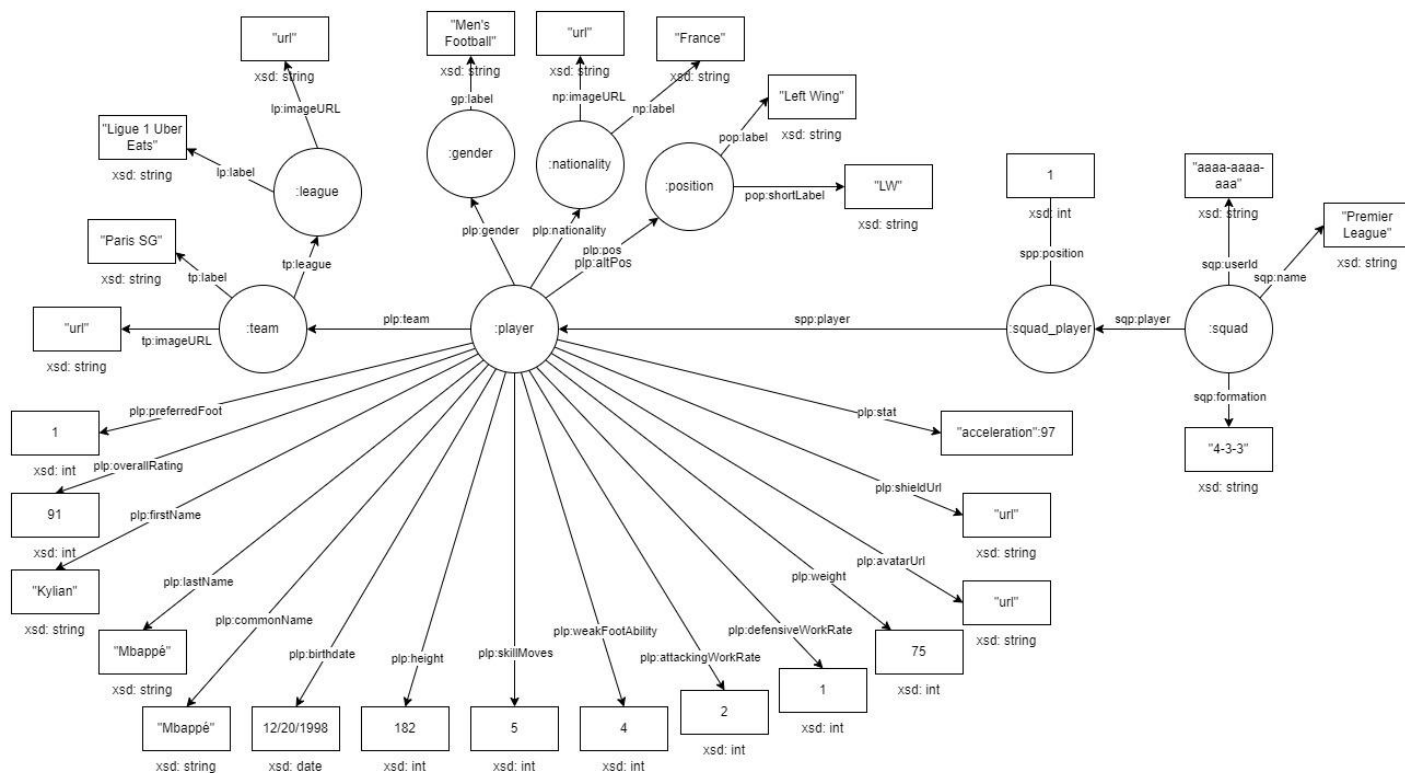 "url"
xsd: string
lp:imageURL
"Men's
Football"
xsd: string
gp:label
"url"
xsd: string
np:imageURL
"France"
xsd: string
np:label
"Left Wing"
xsd: string
pop:label
"Ligue 1 Uber
Eats"
xsd: string
lp:label
:league
:gender
:nationality
:position
pop:shortLabel
"LW"
xsd: string
1
xsd: int
spp:position
"aaaa-aaaa-
aaa"
xsd: string
sqp:userId
"Premier
League"
xsd: string
sqp:name
"Paris SG"
xsd: string
tp:label
tp:league
plp:gender
plp:nationality
plp:pos
plp:altPos
"url"
xsd: string
tp:imageURL
:team
plp:team
:player
spp:player
:squad_player
sqp:player
:squad
sqp:formation
"4-3-3"
xsd: string
plp:preferredFoot
1
xsd: int
plp:stat
"acceleration":97
plp:overallRating
91
xsd: int
plp:shieldUrl
"url"
xsd: string
plp:firstName
"Kylian"
xsd: string
plp:avatarUrl
"url"
xsd: string
plp:lastName
"Mbappé"
xsd: string
plp:weight
75
xsd: int
plp:commonName
"Mbappé"
xsd: string
plp:birthdate
12/20/1998
xsd: date
plp:height
182
xsd: int
plp:skillMoves
5
xsd: int
plp:weakFootAbility
4
xsd: int
plp:attackingWorkRate
2
xsd: int
plp:defensiveWorkRate
1
xsd: int